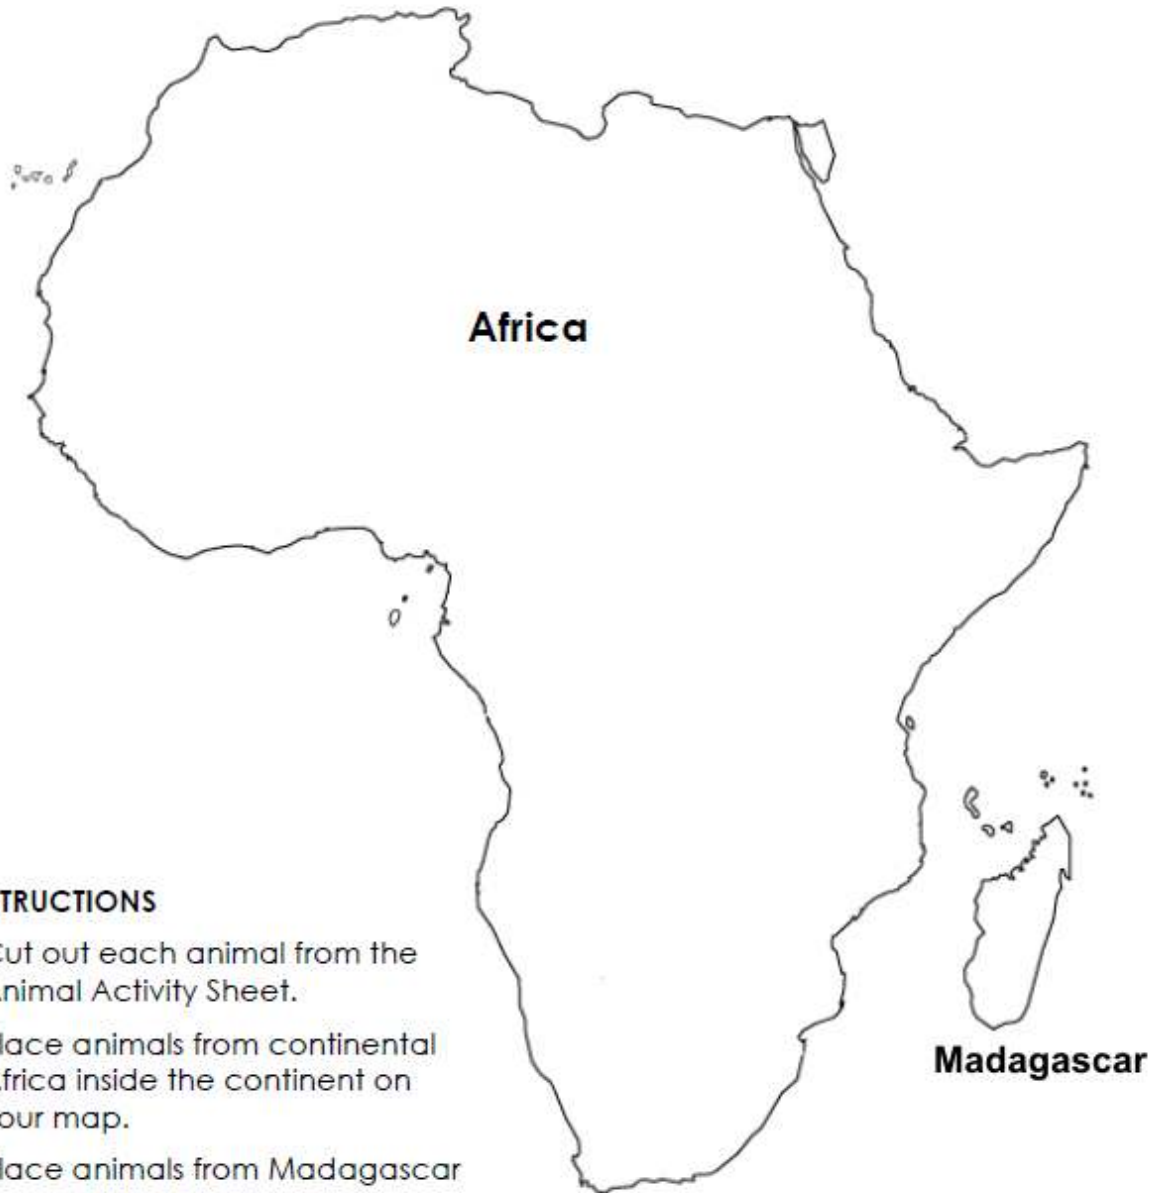 Africa
TRUCTIONS
Cut out each animal from the
nimal Activity Sheet.
lace animals from continental
frica inside the continent on
our map.
lace animals from Madagascar
Madagascar